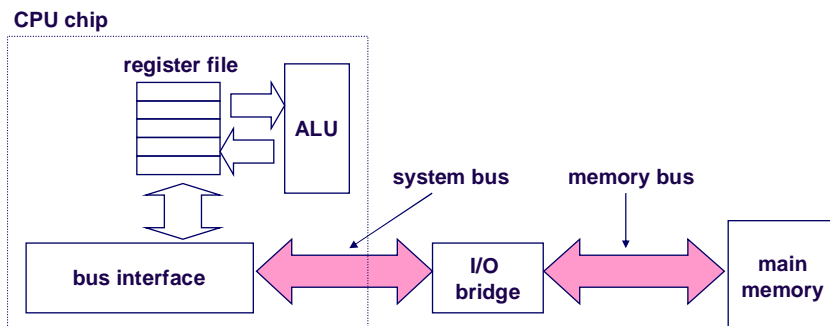 CPU chip
register file
ALU
system bus
memory bus
bus interface
I/O
bridge
main
memory